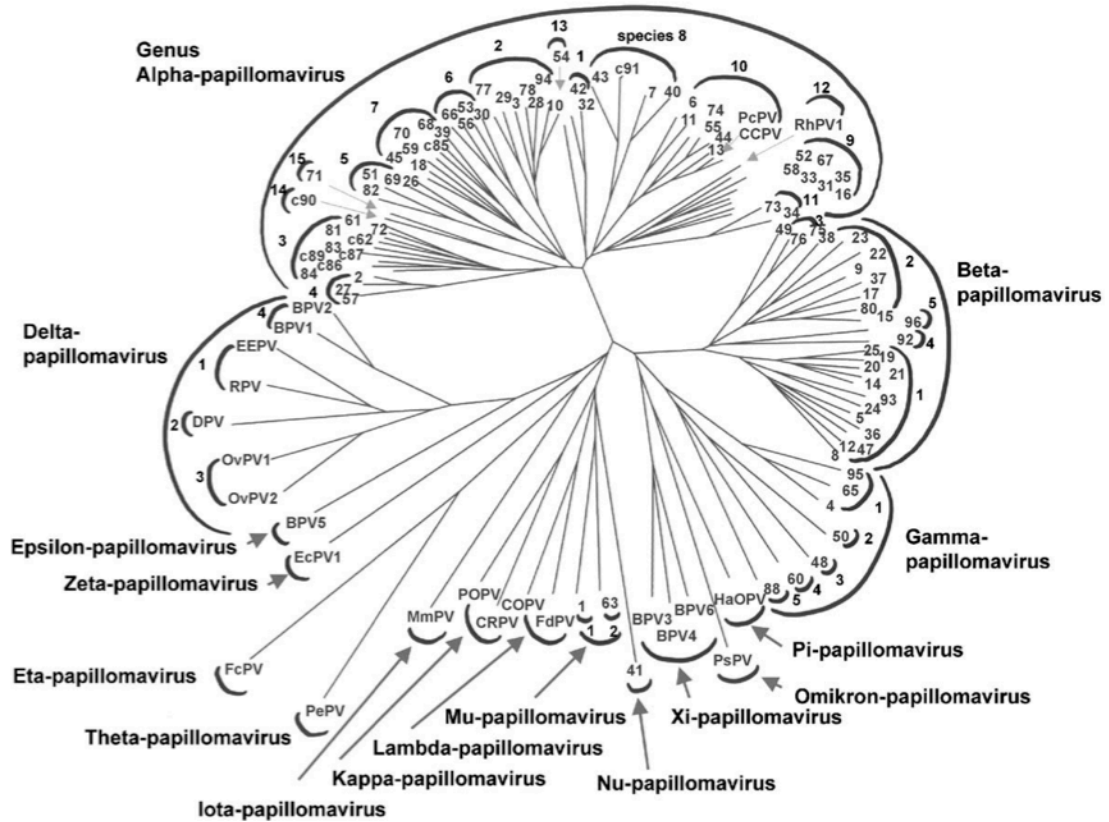 Genus
Alpha-papillomavirus
13
54
2
1
species 8
6
94
42
43
c91
10
12
77
78
7
40
7
53
29
3
28
10
32
6
74
PcPV
RhPV1
68
66
30
11
55
CCPV
9
70
39
56
44
52
67
59
c85
13
58
33
35
15
5
45
18
31
16
71
51
69
26
11
14
82
73
34
3
c90
49
75
61
72
76
38
23
81
c62
22
2
3
83
c87
9
37
Beta-
papillomavirus
c89
c86
2
17
5
84
27
80
15
96
4
57
92
4
Delta-
papillomavirus
4
BPV2
BPV1
25
19
1
EEPV
20
21
RPV
14
93
1
24
2
DPV
5
36
12
47
8
OvPV1
95
3
65
1
OvPV2
4
BPV5
50
2
Gamma-
papillomavirus
Epsilon-papillomavirus
EcPV1
48
3
Zeta-papillomavirus
60
4
88
5
POPV
COPV
1
63
BPV6
HaOPV
MmPV
CRPV
FdPV
BPV3
1
2
BPV4
Pi-papillomavirus
FcPV
41
PsPV
Eta-papillomavirus
Omikron-papillomavirus
PePV
Mu-papillomavirus
Xi-papillomavirus
Theta-papillomavirus
Lambda-papillomavirus
Kappa-papillomavirus
Nu-papillomavirus
Iota-papillomavirus